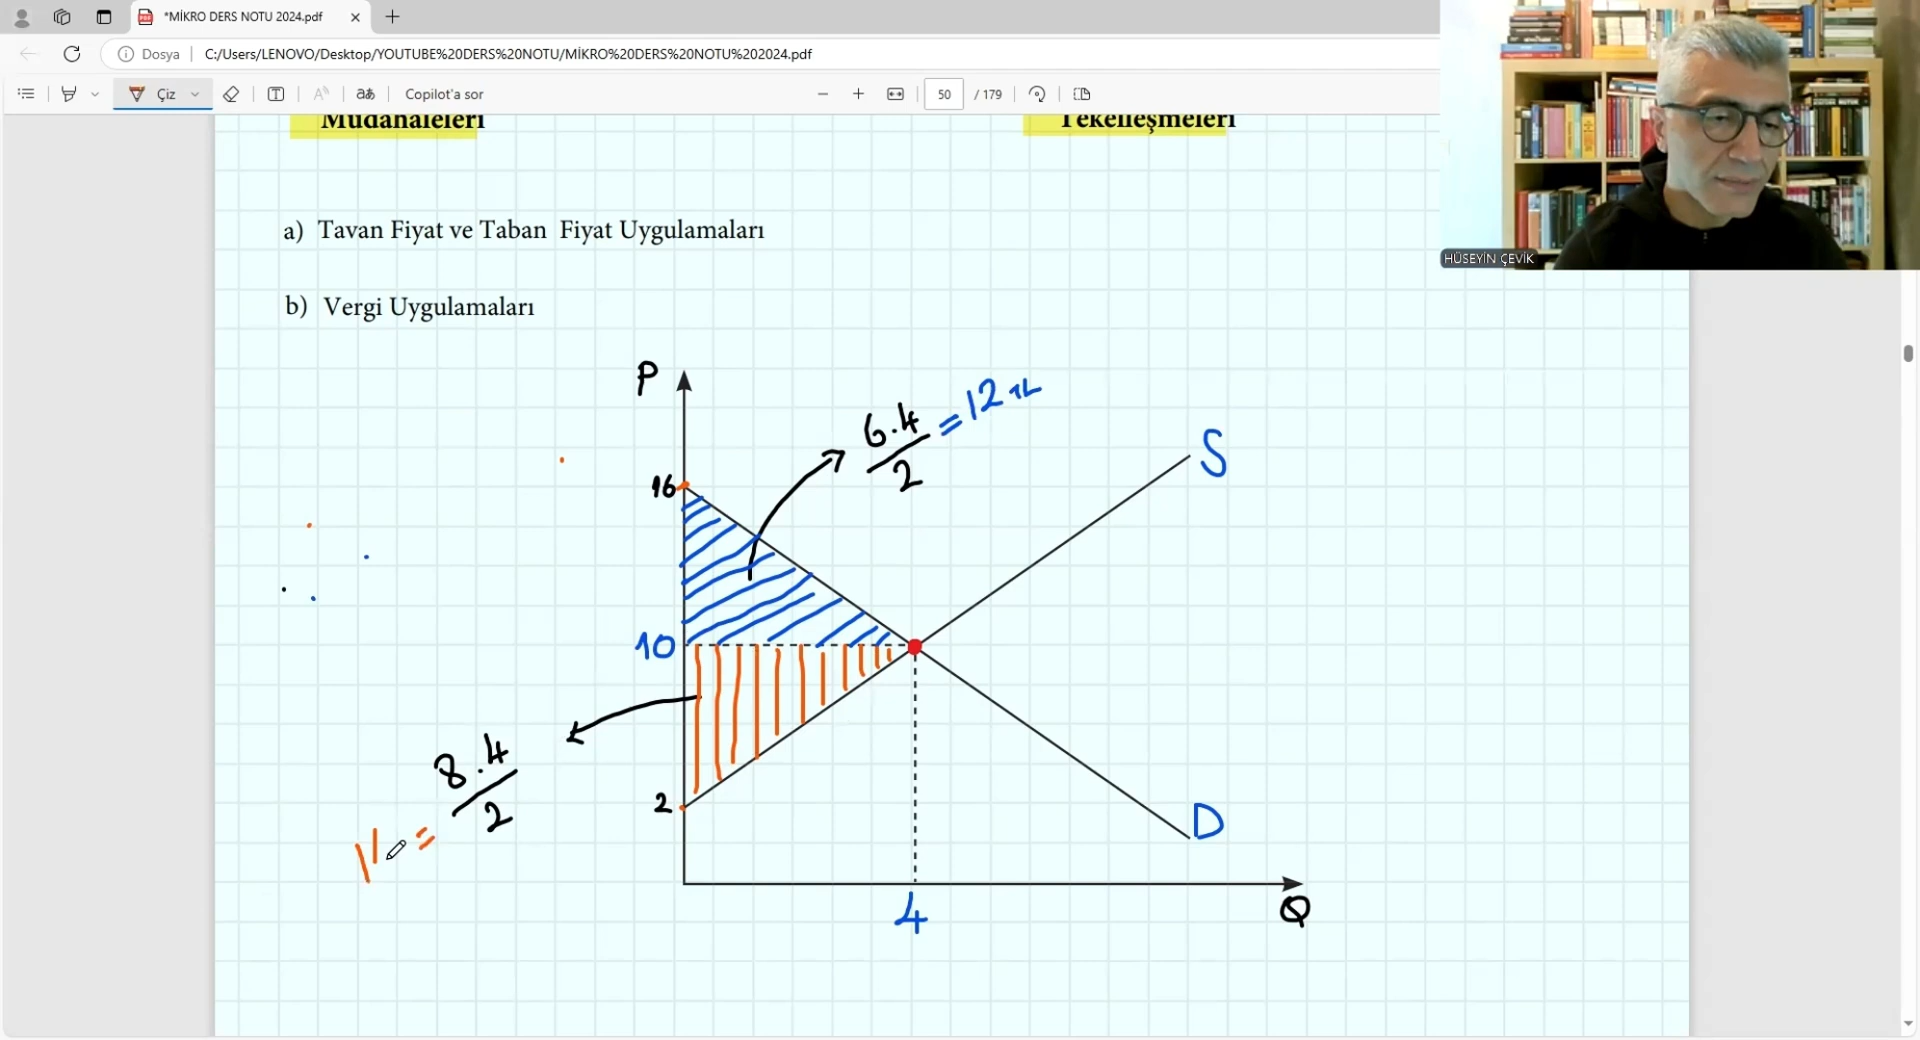 *MİKRO DERS NOTU 2024.pdf
Dosya
C:/Users/LENOVO/Desktop/YOUTUBE%20DERS%20NOTU/MİKRO%20DERS%20NOTU%202024.pdf
Çiz
Copilot'a sor
50 / 179
Müdahaleleri
Tekelleşmeleri
HÜSEYİN ÇEVİK
a) Tavan Fiyat ve Taban Fiyat Uygulamaları
b) Vergi Uygulamaları
P
6.4/2 = 12 TL
S
16
10
8.4/2
=
2
D
4
Q